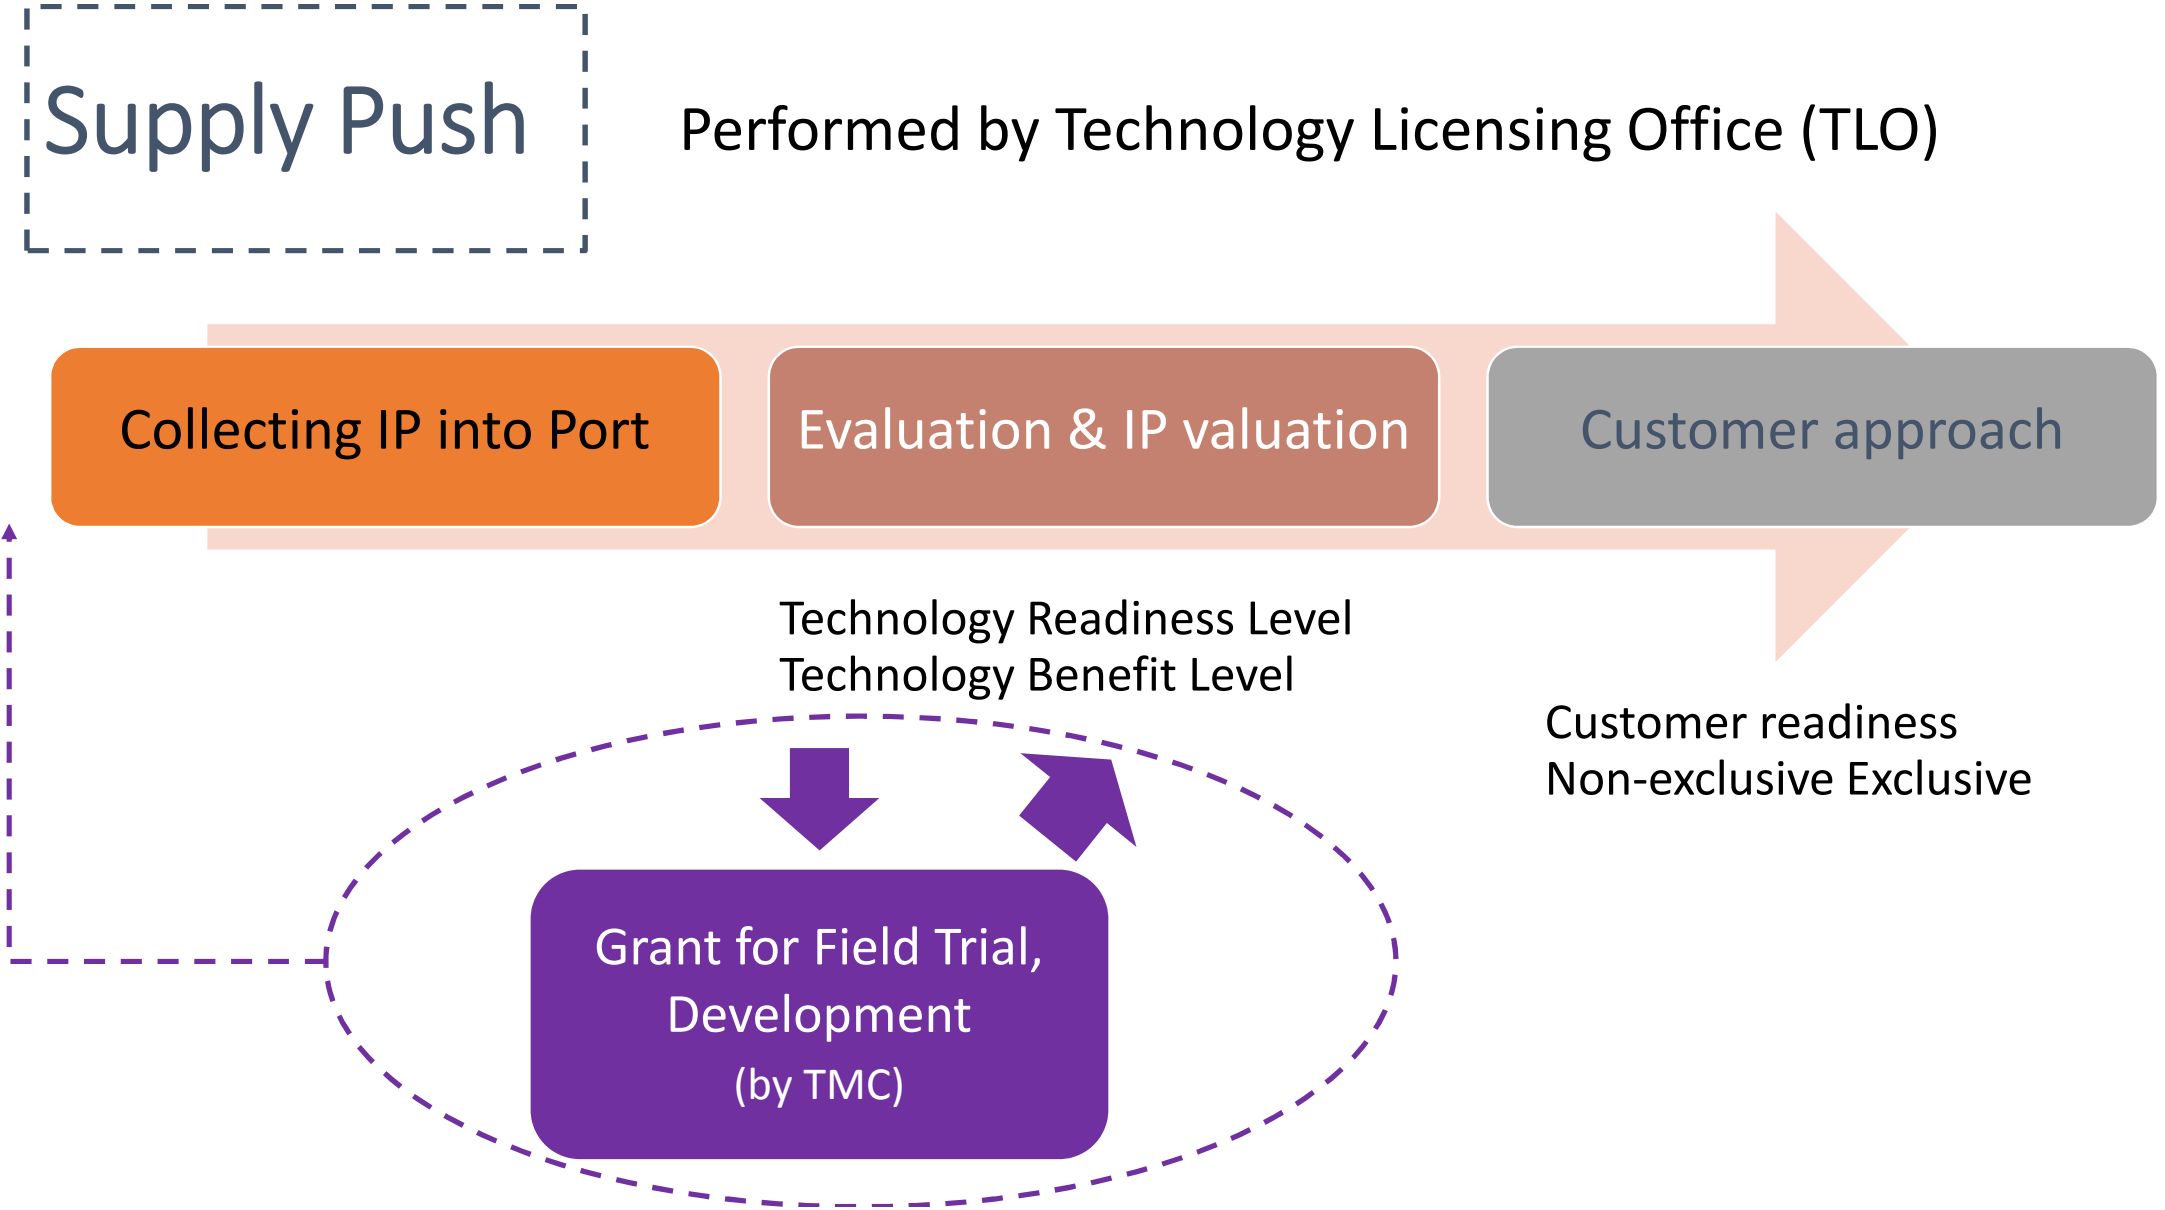 Supply Push
Performed by Technology Licensing Office (TLO)
Collecting IP into Port
Evaluation & IP valuation
Customer approach
Technology Readiness Level
Technology Benefit Level
Customer readiness
Non-exclusive Exclusive
Grant for Field Trial,
Development
(by TMC)